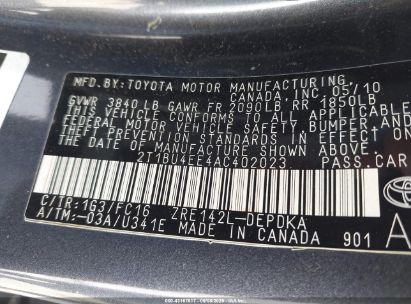 MFD.BY:TOYOTA MOTOR MANUFACTURING
CANADA,INC. 05/10
GVWR 3840LB GAWR FR 2090LB RR 1850LB
THIS VEHICLE CONFORMS TO ALL APPLICABLE
FEDERAL MOTOR VEHICLE SAFETY, BUMPER, AND
THEFT PREVENTION STANDARDS IN EFFECT ON
THE DATE OF MANUFACTURE SHOWN ABOVE.
2T1BU4EE4AC402023 PASS.CAR
C/TR:1G3/FC16 ZRE142L-DEPDKA
A/TM:-03A/U341E MADE IN CANADA 901 A
TOYOTA